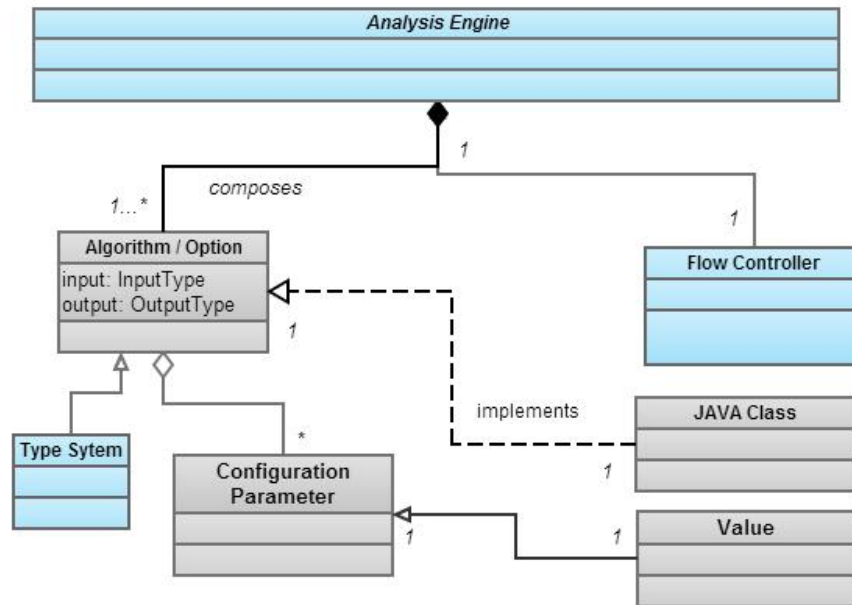 Analysis Engine
1
composes
1...*
1
Algorithm / Option
input: InputType
output: OutputType
Flow Controller
1
implements
JAVA Class
*
1
Type Sytem
Configuration
Parameter
1
1
Value